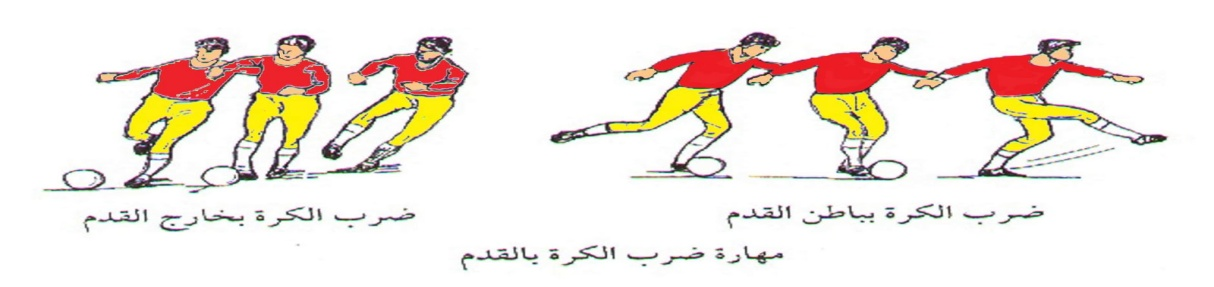 ضرب الكرة بباطن القدم
ضرب الكرة بخارج القدم
مهارة ضرب الكرة بالقدم